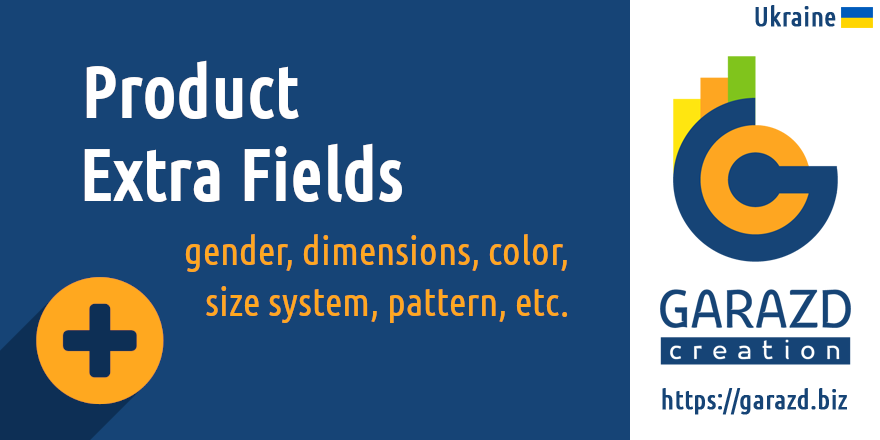 Ukraine
Product
Extra Fields
gender, dimensions, color,
size system, pattern, etc.
GARAZD
creation
https://garazd.biz